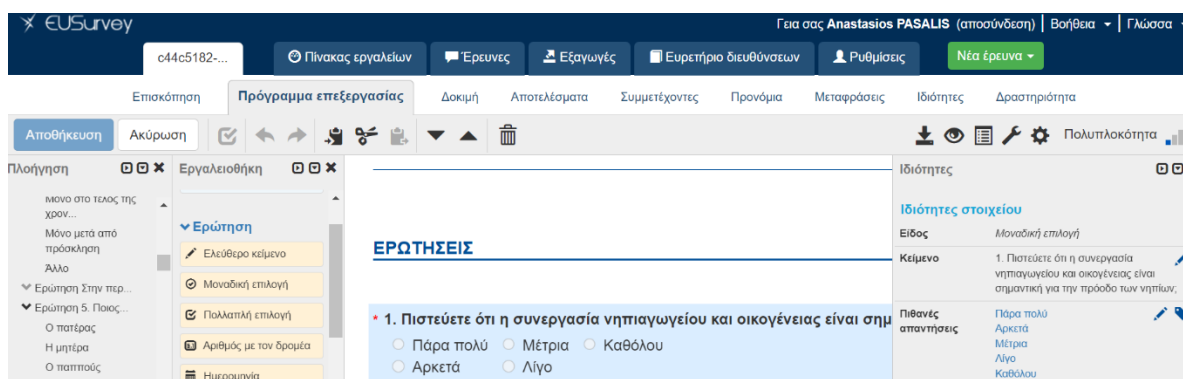 EUSurvey
Γεια σας Anastasios PASALIS (αποσύνδεση) | Βοήθεια | Γλώσσα
c44c5182-... Πίνακας εργαλείων Έρευνες Εξαγωγές Ευρετήριο διευθύνσεων Ρυθμίσεις Νέα έρευνα
Επισκόπηση Πρόγραμμα επεξεργασίας Δοκιμή Αποτελέσματα Συμμετέχοντες Προνόμια Μεταφράσεις Ιδιότητες Δραστηριότητα
Αποθήκευση Ακύρωση Πολυπλοκότητα
Πλοήγηση
Μόνο στο τέλος της
χρον...
Μόνο μετά από
πρόσκληση
Άλλο
Ερώτηση Στην περ...
Ερώτηση 5. Ποιος...
Ο πατέρας
Η μητέρα
Ο παππούς
Εργαλειοθήκη
Ερώτηση
Ελεύθερο κείμενο
Μοναδική επιλογή
Πολλαπλή επιλογή
Αριθμός με τον δρομέα
Ημερομηνία
ΕΡΩΤΗΣΕΙΣ
* 1. Πιστεύετε ότι η συνεργασία νηπιαγωγείου και οικογένειας είναι σημ
Πάρα πολύ Μέτρια Καθόλου
Αρκετά Λίγο
Ιδιότητες
Ιδιότητες στοιχείου
Είδος Μοναδική επιλογή
Κείμενο 1. Πιστεύετε ότι η συνεργασία
νηπιαγωγείου και οικογένειας είναι
σημαντική για την πρόοδο των νηπίων;
Πιθανές Πάρα πολύ
απαντήσεις Αρκετά
Μέτρια
Λίγο
Καθόλου